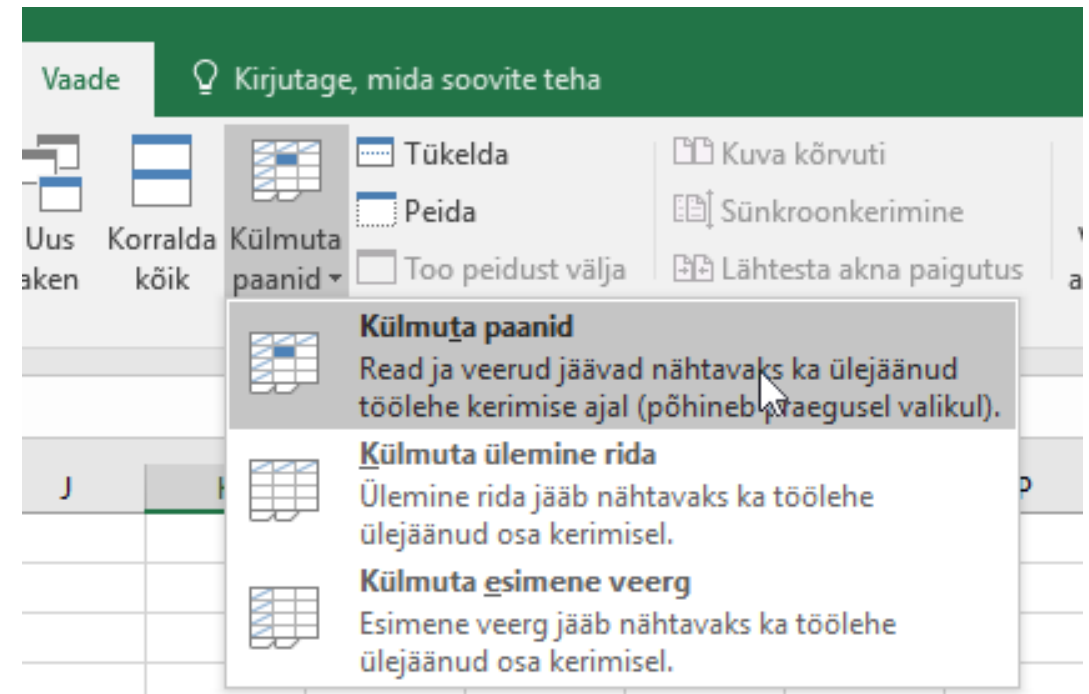 Vaade
Kirjutage, mida soovite teha
Uus
aken
Korralda
kõik
Külmuta
paanid
Tükelda
Peida
Too peidust välja
Kuva kõrvuti
Sünkroonkerimine
Lähtesta akna paigutus
Külmuta paanid
Read ja veerud jäävad nähtavaks ka ülejäänud
töölehe kerimise ajal (põhineb praegusel valikul).
Külmuta ülemine rida
Ülemine rida jääb nähtavaks ka töölehe
ülejäänud osa kerimisel.
Külmuta esimene veerg
Esimene veerg jääb nähtavaks ka töölehe
ülejäänud osa kerimisel.
J